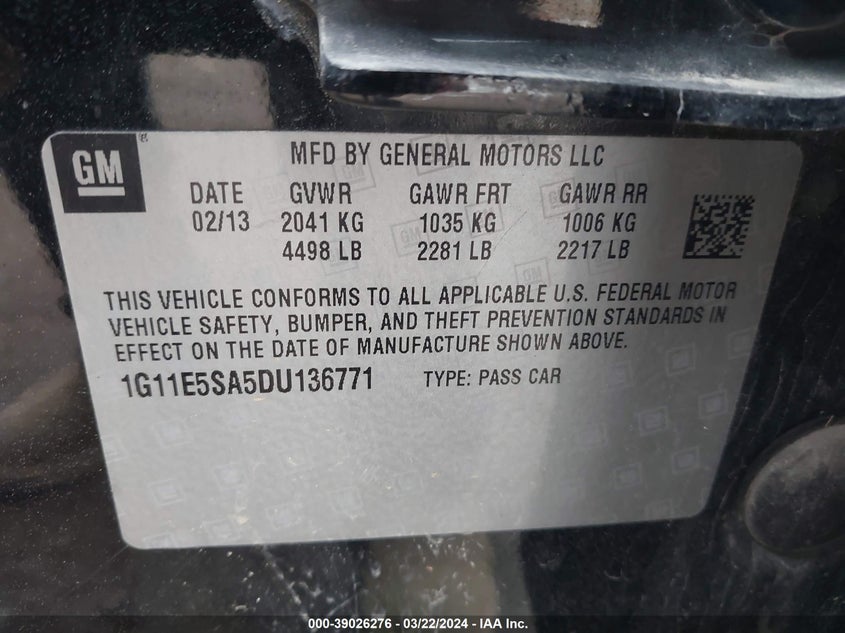 GM
MFD BY GENERAL MOTORS LLC
DATE GVWR GAWR FRT GAWR RR
02/13 2041 KG 1035 KG 1006 KG
4498 LB 2281 LB 2217 LB
THIS VEHICLE CONFORMS TO ALL APPLICABLE U.S. FEDERAL MOTOR
VEHICLE SAFETY, BUMPER, AND THEFT PREVENTION STANDARDS IN
EFFECT ON THE DATE OF MANUFACTURE SHOWN ABOVE.
1G11E5SA5DU136771 TYPE: PASS CAR
000-39026276 - 03/22/2024 - IAA Inc.